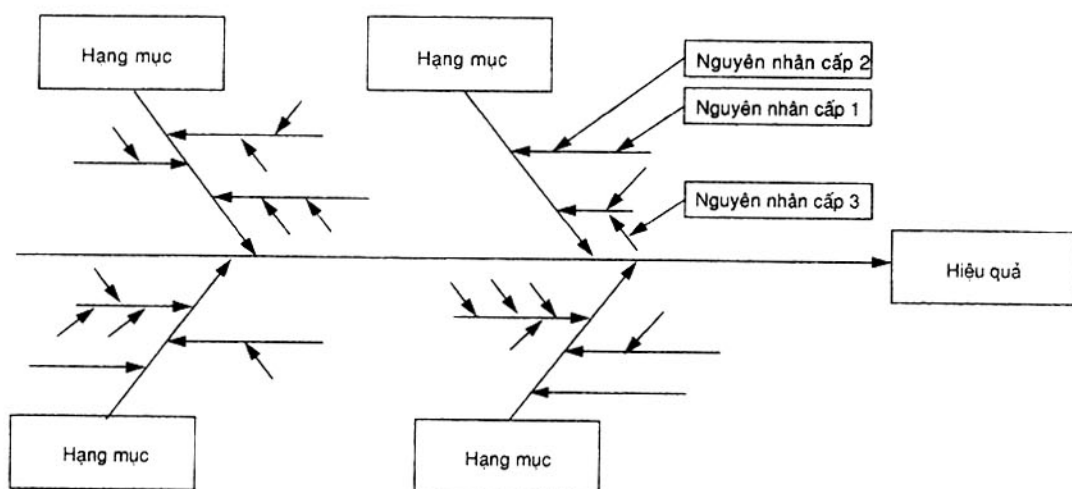 Hạng mục
Hạng mục
Nguyên nhân cấp 2
Nguyên nhân cấp 1
Nguyên nhân cấp 3
Hiệu quả
Hạng mục
Hạng mục